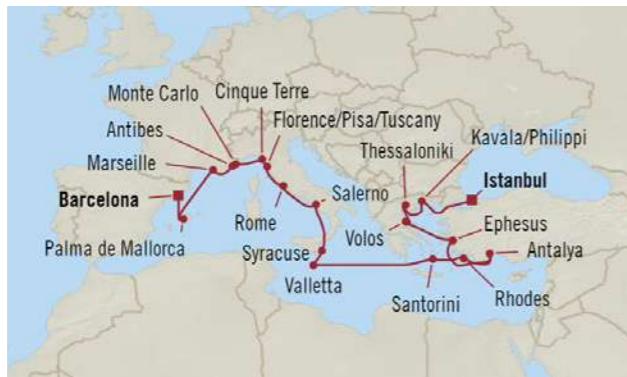 Cinque Terre
Monte Carlo
Florence/Pisa/Tuscany
Antibes
Kavala/Philippi
Thessaloniki
Marseille
Istanbul
Barcelona
Salerno
Rome
Ephesus
Volos
Palma de Mallorca
Syracuse
Antalya
Valletta
Santorini
Rhodes